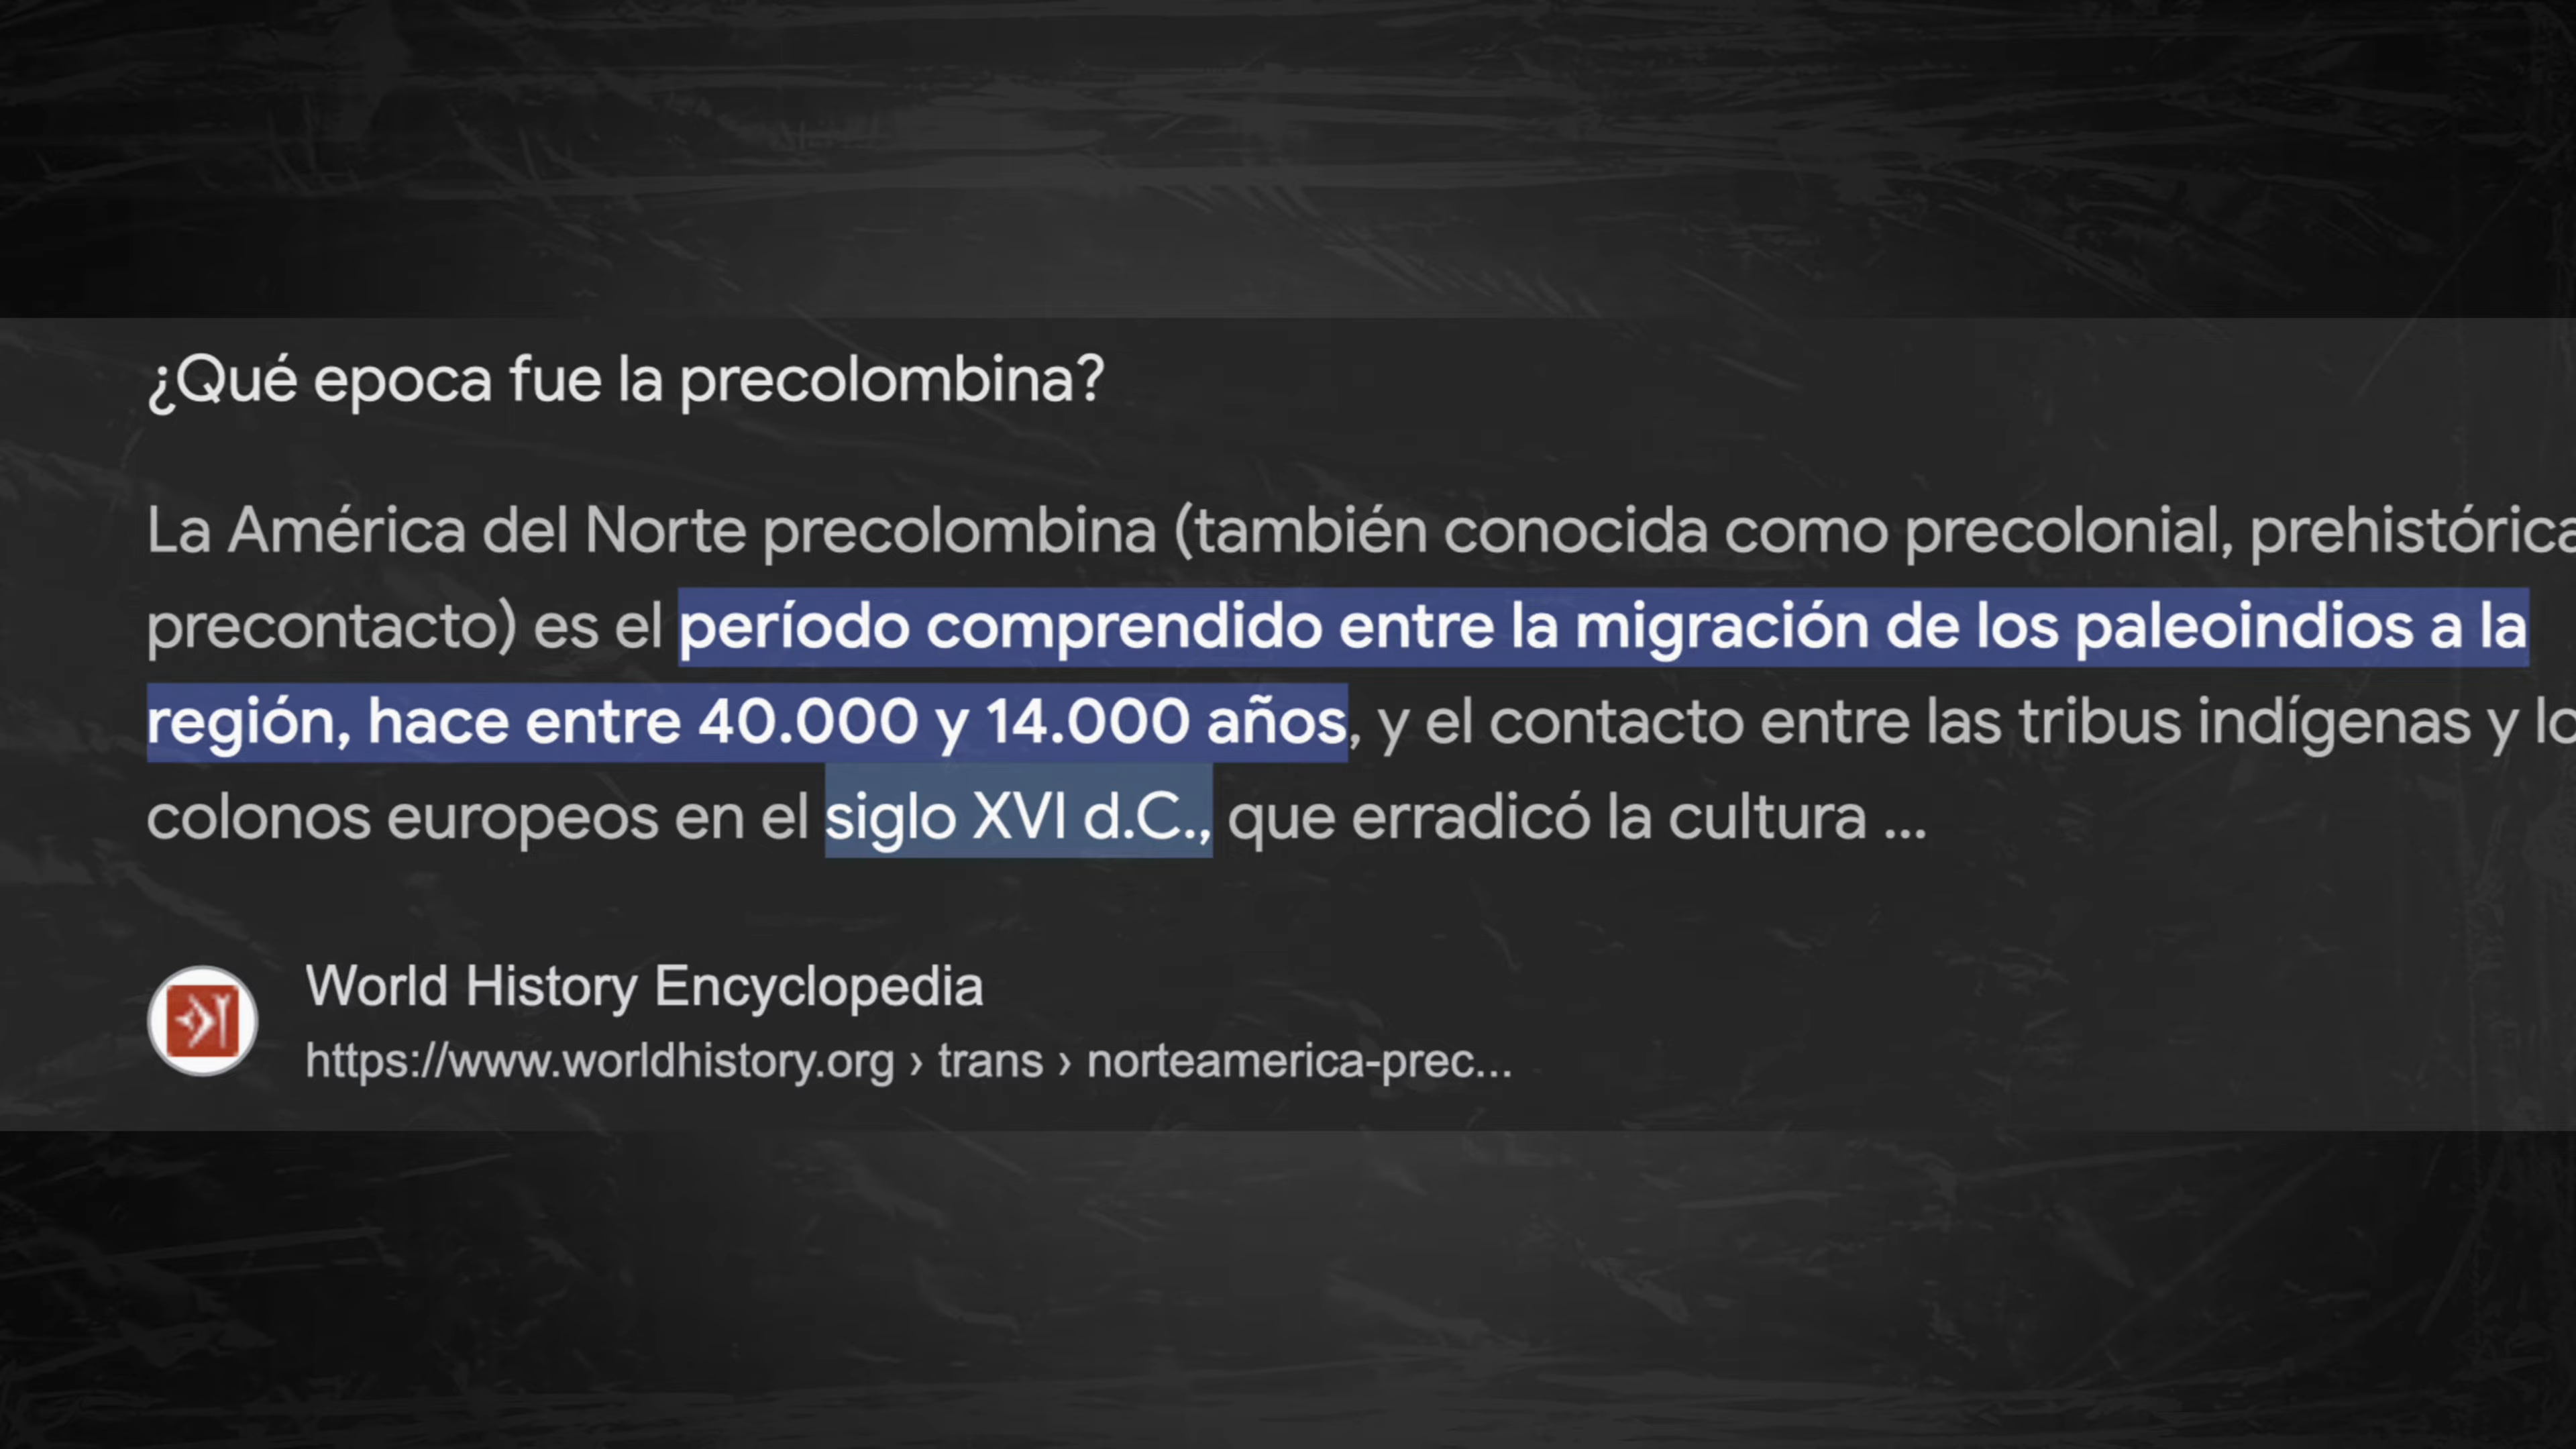 ¿Qué epoca fue la precolombina?
La América del Norte precolombina (también conocida como precolonial, prehistórica
precontacto) es el período comprendido entre la migración de los paleoindios a la
región, hace entre 40.000 y 14.000 años, y el contacto entre las tribus indígenas y lo
colonos europeos en el siglo XVI d.C., que erradicó la cultura ...
World History Encyclopedia
https://www.worldhistory.org › trans › norteamerica-prec...